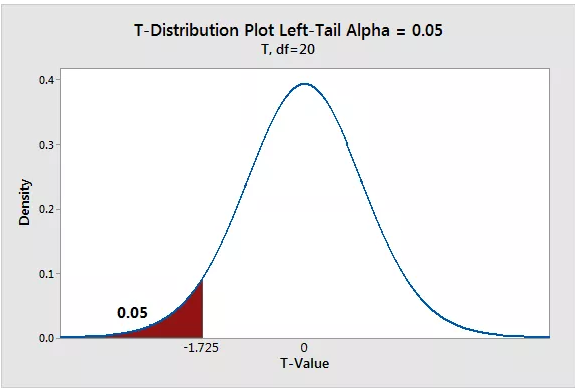 T-Distribution Plot Left-Tail Alpha = 0.05
T, df=20
0.4
0.3
0.2
0.1
0.0
Density
0.05
-1.725
0
T-Value